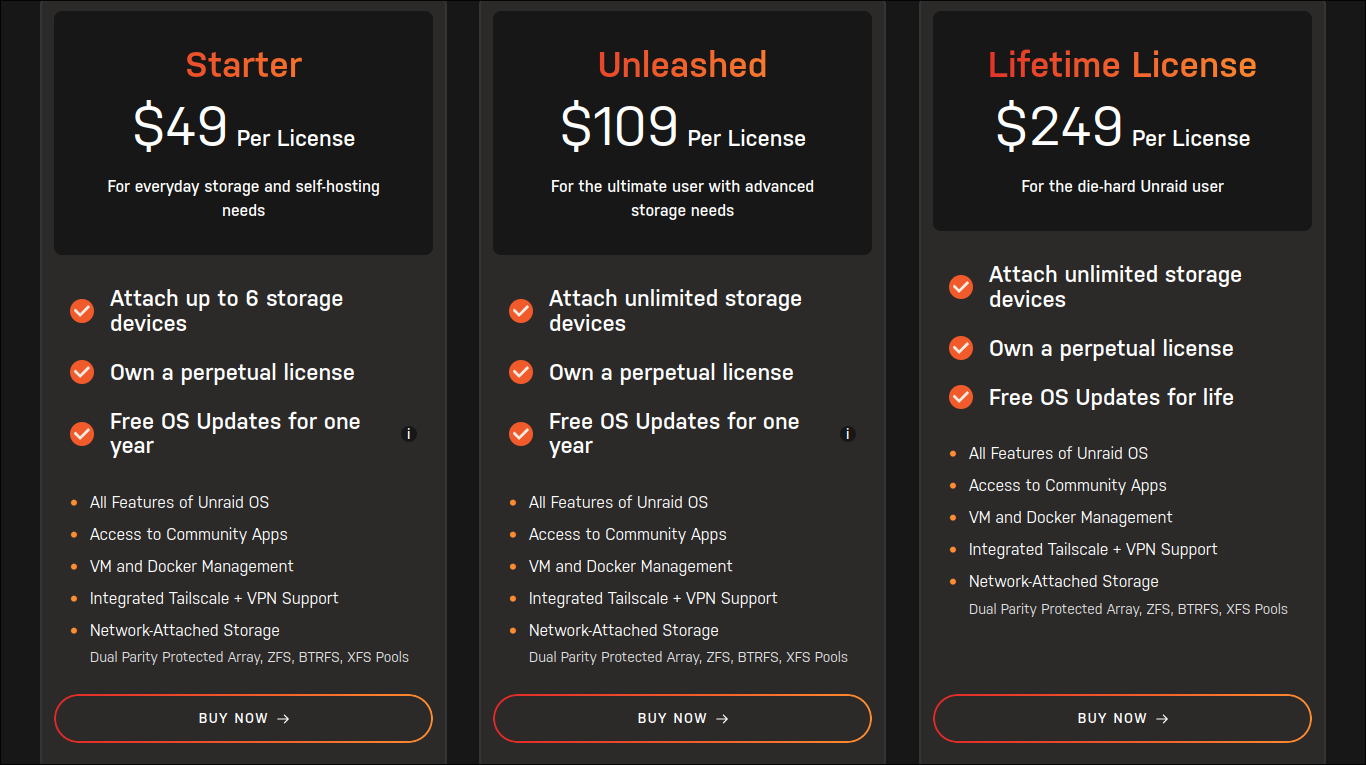 Starter
$49 Per License
For everyday storage and self-hosting
needs
Attach up to 6 storage
devices
Own a perpetual license
Free OS Updates for one
year
i
All Features of Unraid OS
Access to Community Apps
VM and Docker Management
Integrated Tailscale + VPN Support
Network-Attached Storage
Dual Parity Protected Array, ZFS, BTRFS, XFS Pools
BUY NOW →
Unleashed
$109 Per License
For the ultimate user with advanced
storage needs
Attach unlimited storage
devices
Own a perpetual license
Free OS Updates for one
year
i
All Features of Unraid OS
Access to Community Apps
VM and Docker Management
Integrated Tailscale + VPN Support
Network-Attached Storage
Dual Parity Protected Array, ZFS, BTRFS, XFS Pools
BUY NOW →
Lifetime License
$249 Per License
For the die-hard Unraid user
Attach unlimited storage
devices
Own a perpetual license
Free OS Updates for life
All Features of Unraid OS
Access to Community Apps
VM and Docker Management
Integrated Tailscale + VPN Support
Network-Attached Storage
Dual Parity Protected Array, ZFS, BTRFS, XFS Pools
BUY NOW →